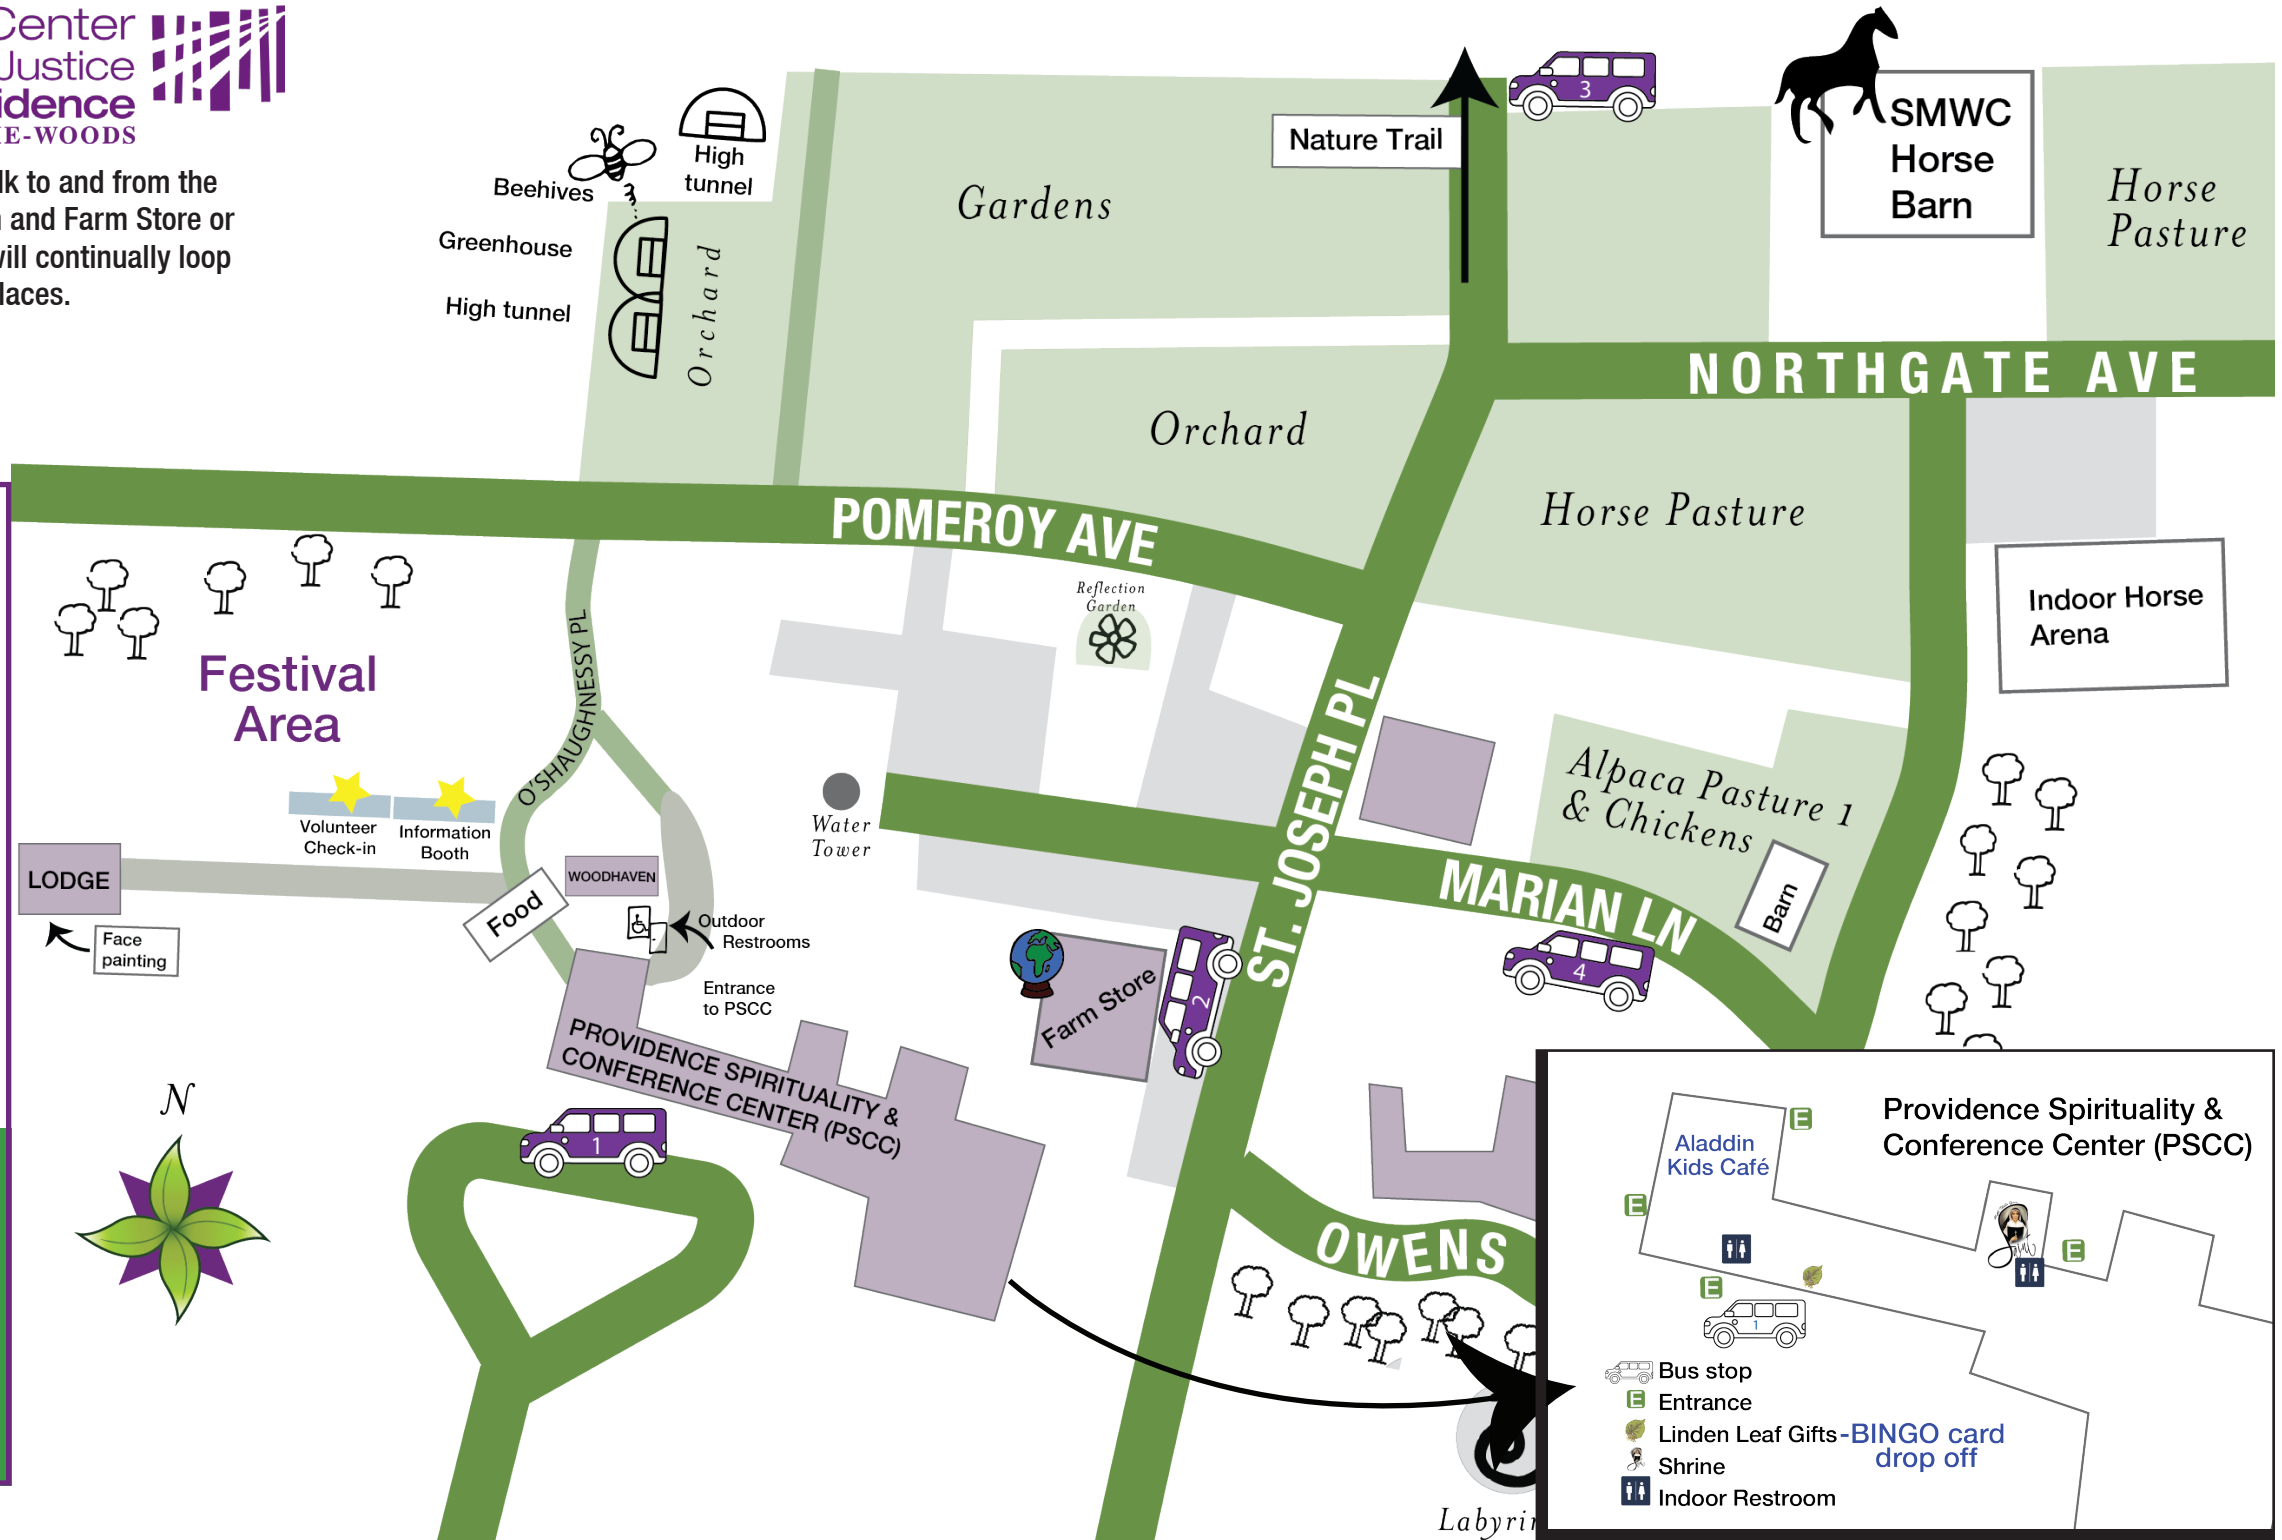 Center
Justice
idence
IE-WOODS
lk to and from the
and Farm Store or
will continually loop
laces.
High
tunnel
Beehives
Greenhouse
High tunnel
Orchard
Gardens
Nature Trail
3
SMWC
Horse
Barn
Horse
Pasture
NORTHGATE AVE
Orchard
Horse Pasture
POMEROY AVE
Reflection
Garden
Indoor Horse
Arena
Festival
Area
O'SHAUGHNESSY PL
ST. JOSEPH PL
Alpaca Pasture 1
& Chickens
Barn
Volunteer
Check-in
Information
Booth
Water
Tower
LODGE
WOODHAVEN
Food
MARIAN LN
Face
painting
Outdoor
Restrooms
Entrance
to PSCC
Farm Store
2
4
PROVIDENCE SPIRITUALITY &
CONFERENCE CENTER (PSCC)
N
1
OWENS
Labyri
Providence Spirituality &
Conference Center (PSCC)
Aladdin
Kids Café
E
E
E
E
1
Bus stop
E Entrance
Linden Leaf Gifts-BINGO card
drop off
Shrine
Indoor Restroom